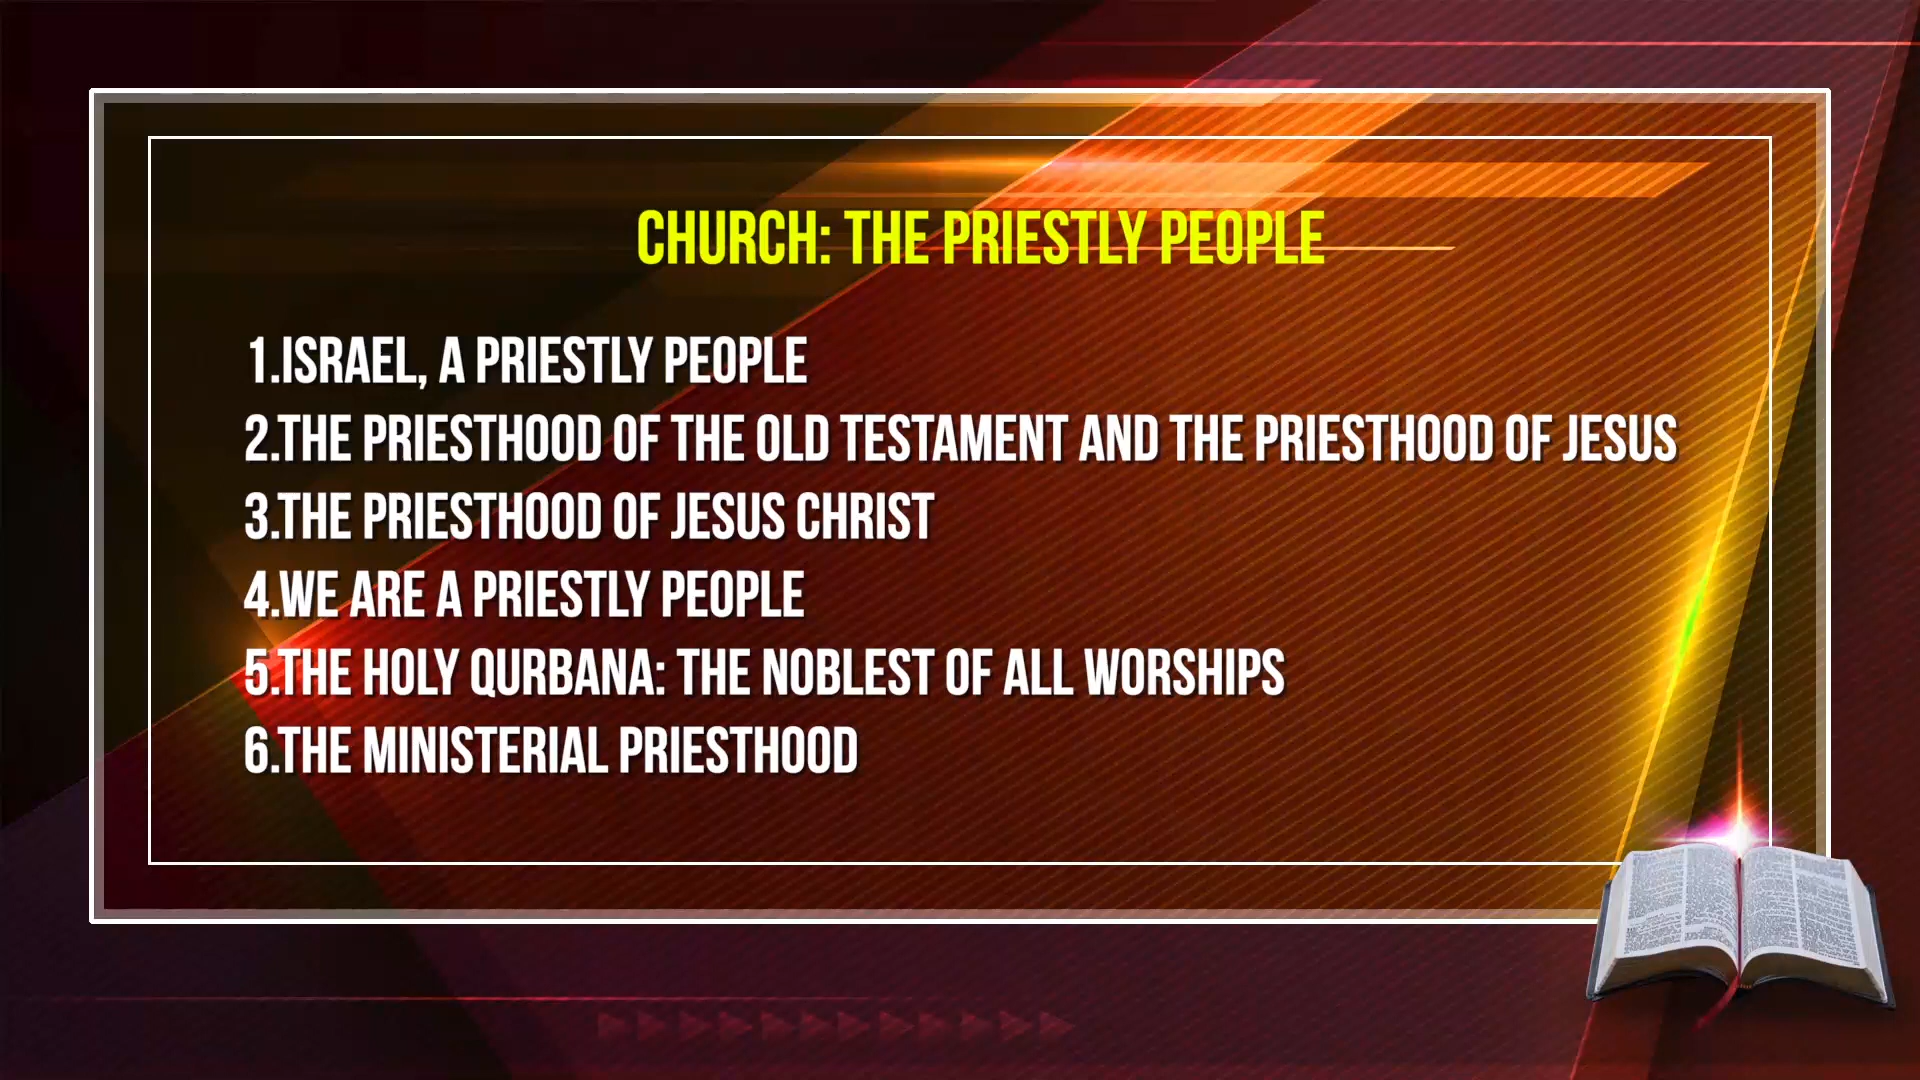 CHURCH: THE PRIESTLY PEOPLE
1.ISRAEL, A PRIESTLY PEOPLE
2.THE PRIESTHOOD OF THE OLD TESTAMENT AND THE PRIESTHOOD OF JESUS
3.THE PRIESTHOOD OF JESUS CHRIST
4.WE ARE A PRIESTLY PEOPLE
5.THE HOLY QURBANA: THE NOBLEST OF ALL WORSHIPS
6.THE MINISTERIAL PRIESTHOOD